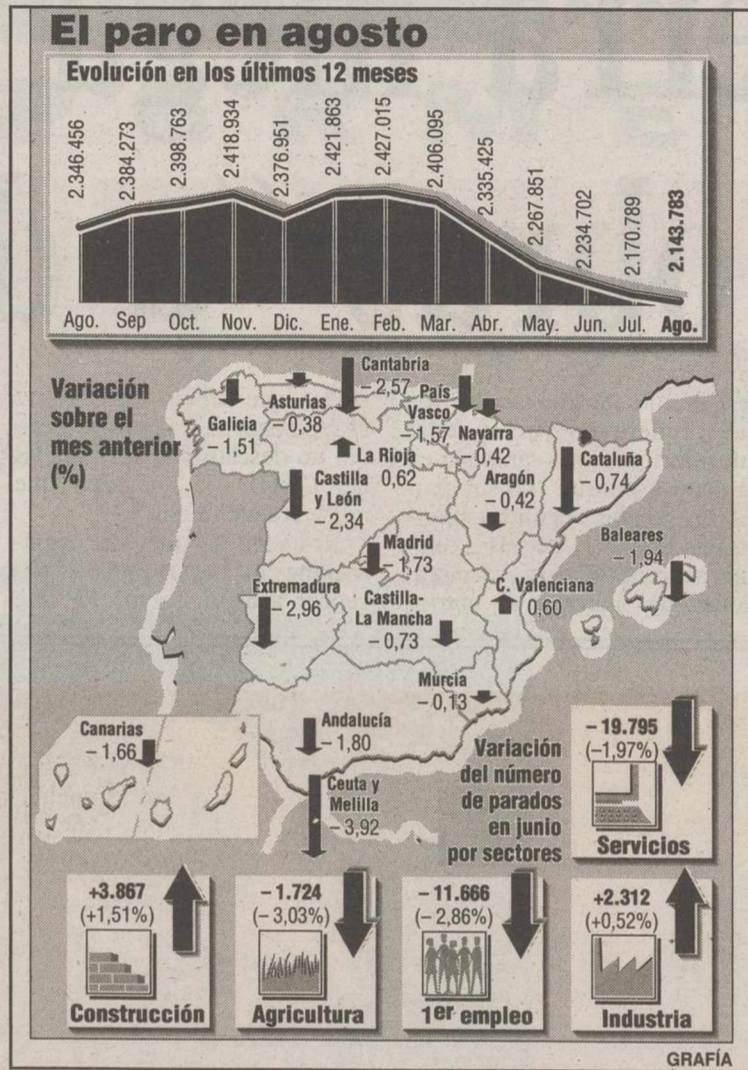 El paro en agosto
Evolución en los últimos 12 meses
2.346.456
2.384.273
2.398.763
2.418.934
2.376.951
2.421.863
2.427.015
2.406.095
2.335.425
2.267.851
2.234.702
2.170.789
2.143.783
Ago. Sep Oct. Nov. Dic. Ene. Feb. Mar. Abr. May. Jun. Jul. Ago.
Variación
sobre el
mes anterior
(%)
Galicia
– 1,51
Asturias
– 0,38
Cantabria
– 2,57
País
Vasco
– 1,57
Navarra
– 0,42
La Rioja
0,62
Castilla
y León
– 2,34
Aragón
– 0,42
Cataluña
– 0,74
Baleares
– 1,94
Madrid
– 1,73
Extremadura
– 2,96
Castilla-
La Mancha
– 0,73
C. Valenciana
0,60
Murcia
– 0,13
Andalucía
– 1,80
Canarias
– 1,66
Ceuta y
Melilla
– 3,92
Variación
del número
de parados
en junio
por sectores
– 19.795
(–1,97%)
Servicios
+3.867
(+1,51%)
Construcción
– 1.724
(– 3,03%)
Agricultura
– 11.666
(– 2,86%)
1er empleo
+2.312
(+0,52%)
Industria
GRAFÍA